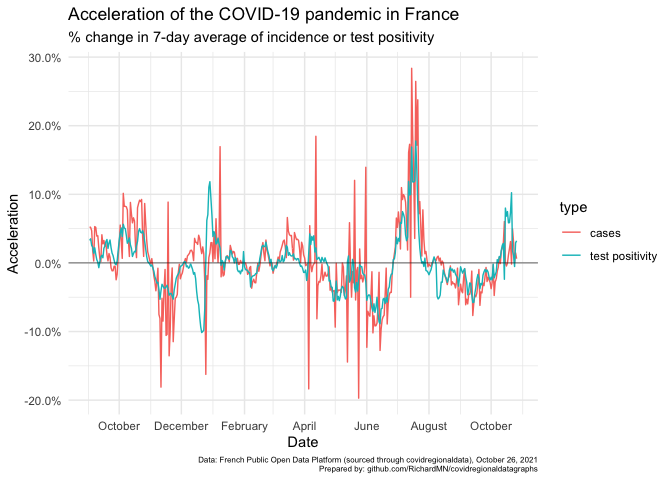 Acceleration of the COVID-19 pandemic in France
% change in 7-day average of incidence or test positivity
30.0%
20.0%
10.0%
0.0%
-10.0%
-20.0%
Acceleration
October December February April June August October
Date
type
cases
test positivity
Data: French Public Open Data Platform (sourced through covidregionaldata), October 26, 2021
Prepared by: github.com/RichardMN/covidregionaldatagraphs